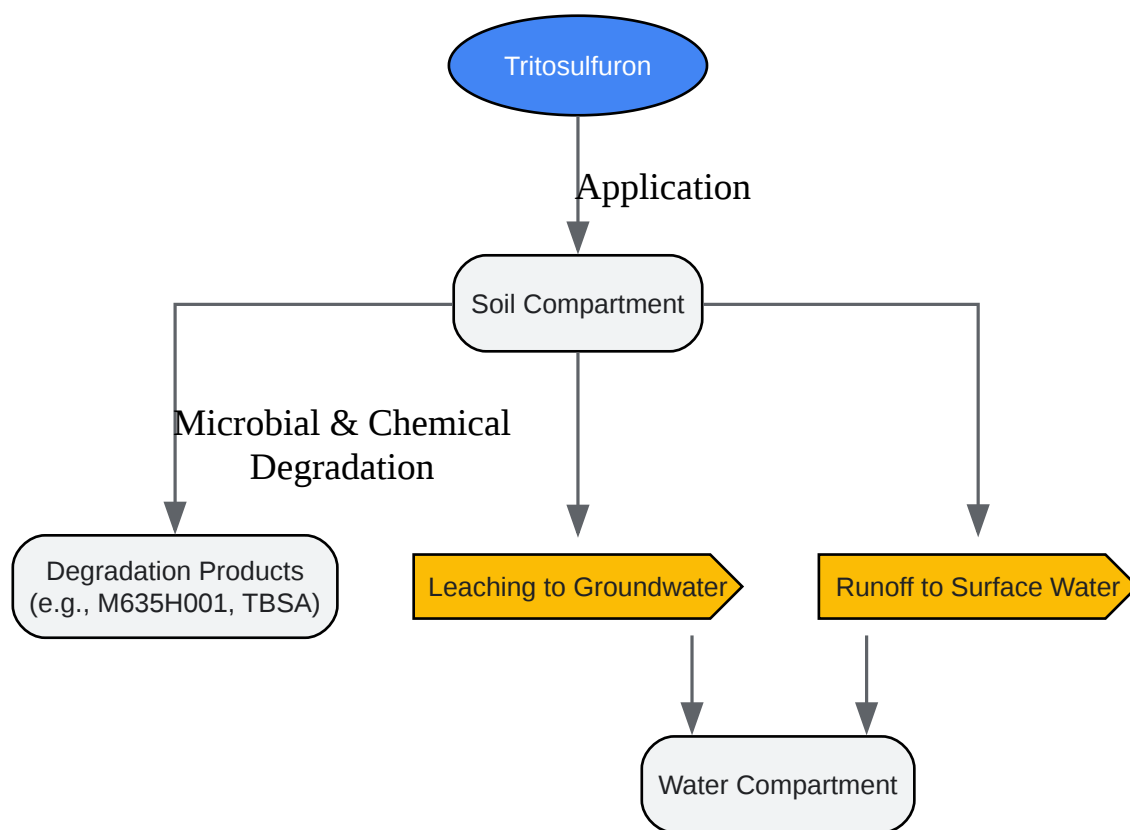 Tritosulfuron
Application
Soil Compartment
Microbial & Chemical
Degradation
Degradation Products
(e.g., M635H001, TBSA)
Leaching to Groundwater
Runoff to Surface Water
Water Compartment